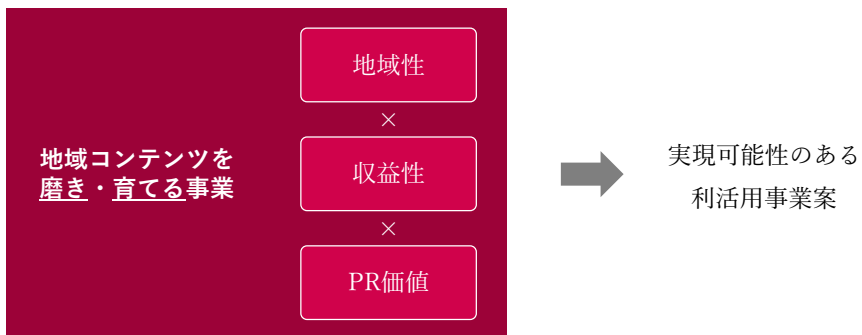 地域コンテンツを
磨き・育てる事業
地域性
×
収益性
×
PR価値
実現可能性のある
利活用事業案